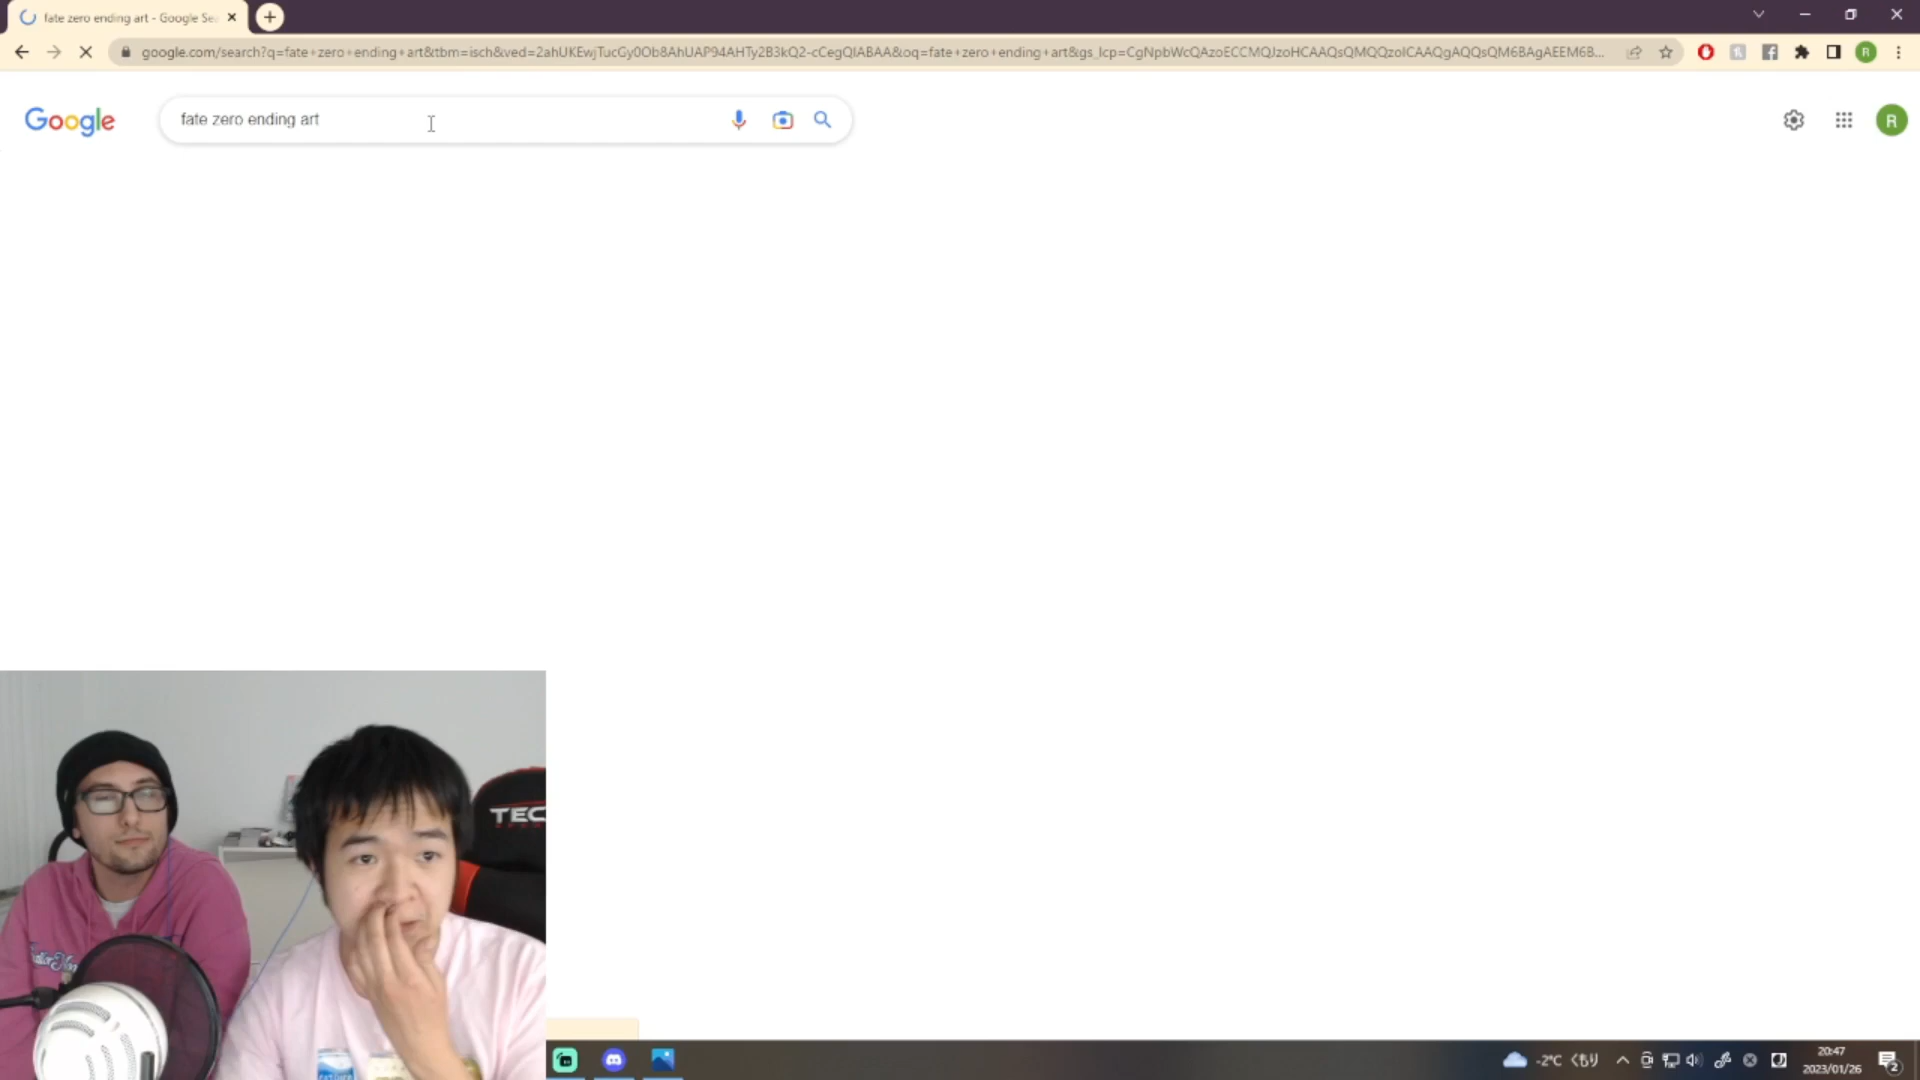 fate zero ending art - Google Sea
google.com/search?q=fate+zero+ending+art&tbm=isch&ved=2ahUKEwjTucGy0Ob8AhUAP94AHTy2B3kQ2-cCegQIABAA&oq=fate+zero+ending+art&gs_lcp=CgNpbWcQAzoECCMQJzoHCAAQsQMQQzoICAAQgAQQsQM6BAgAEEM6B...
R
Google
fate zero ending art
R
TEC
-2°C くもり
20:47
2023/01/26
2